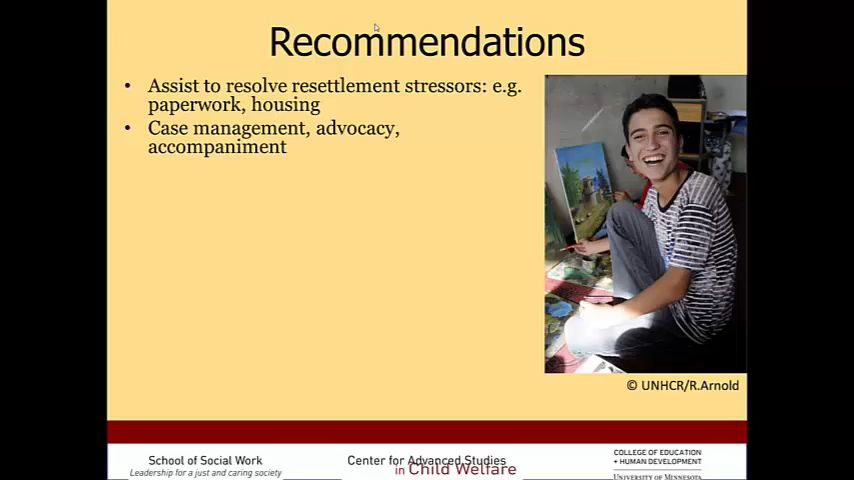 Recommendations
• Assist to resolve resettlement stressors: e.g.
paperwork, housing
• Case management, advocacy,
accompaniment
© UNHCR/R.Arnold
School of Social Work
Leadership for a just and caring society
Center for Advanced Studies
in Child Welfare
COLLEGE OF EDUCATION
+ HUMAN DEVELOPMENT
UNIVERSITY OF MINNESOTA